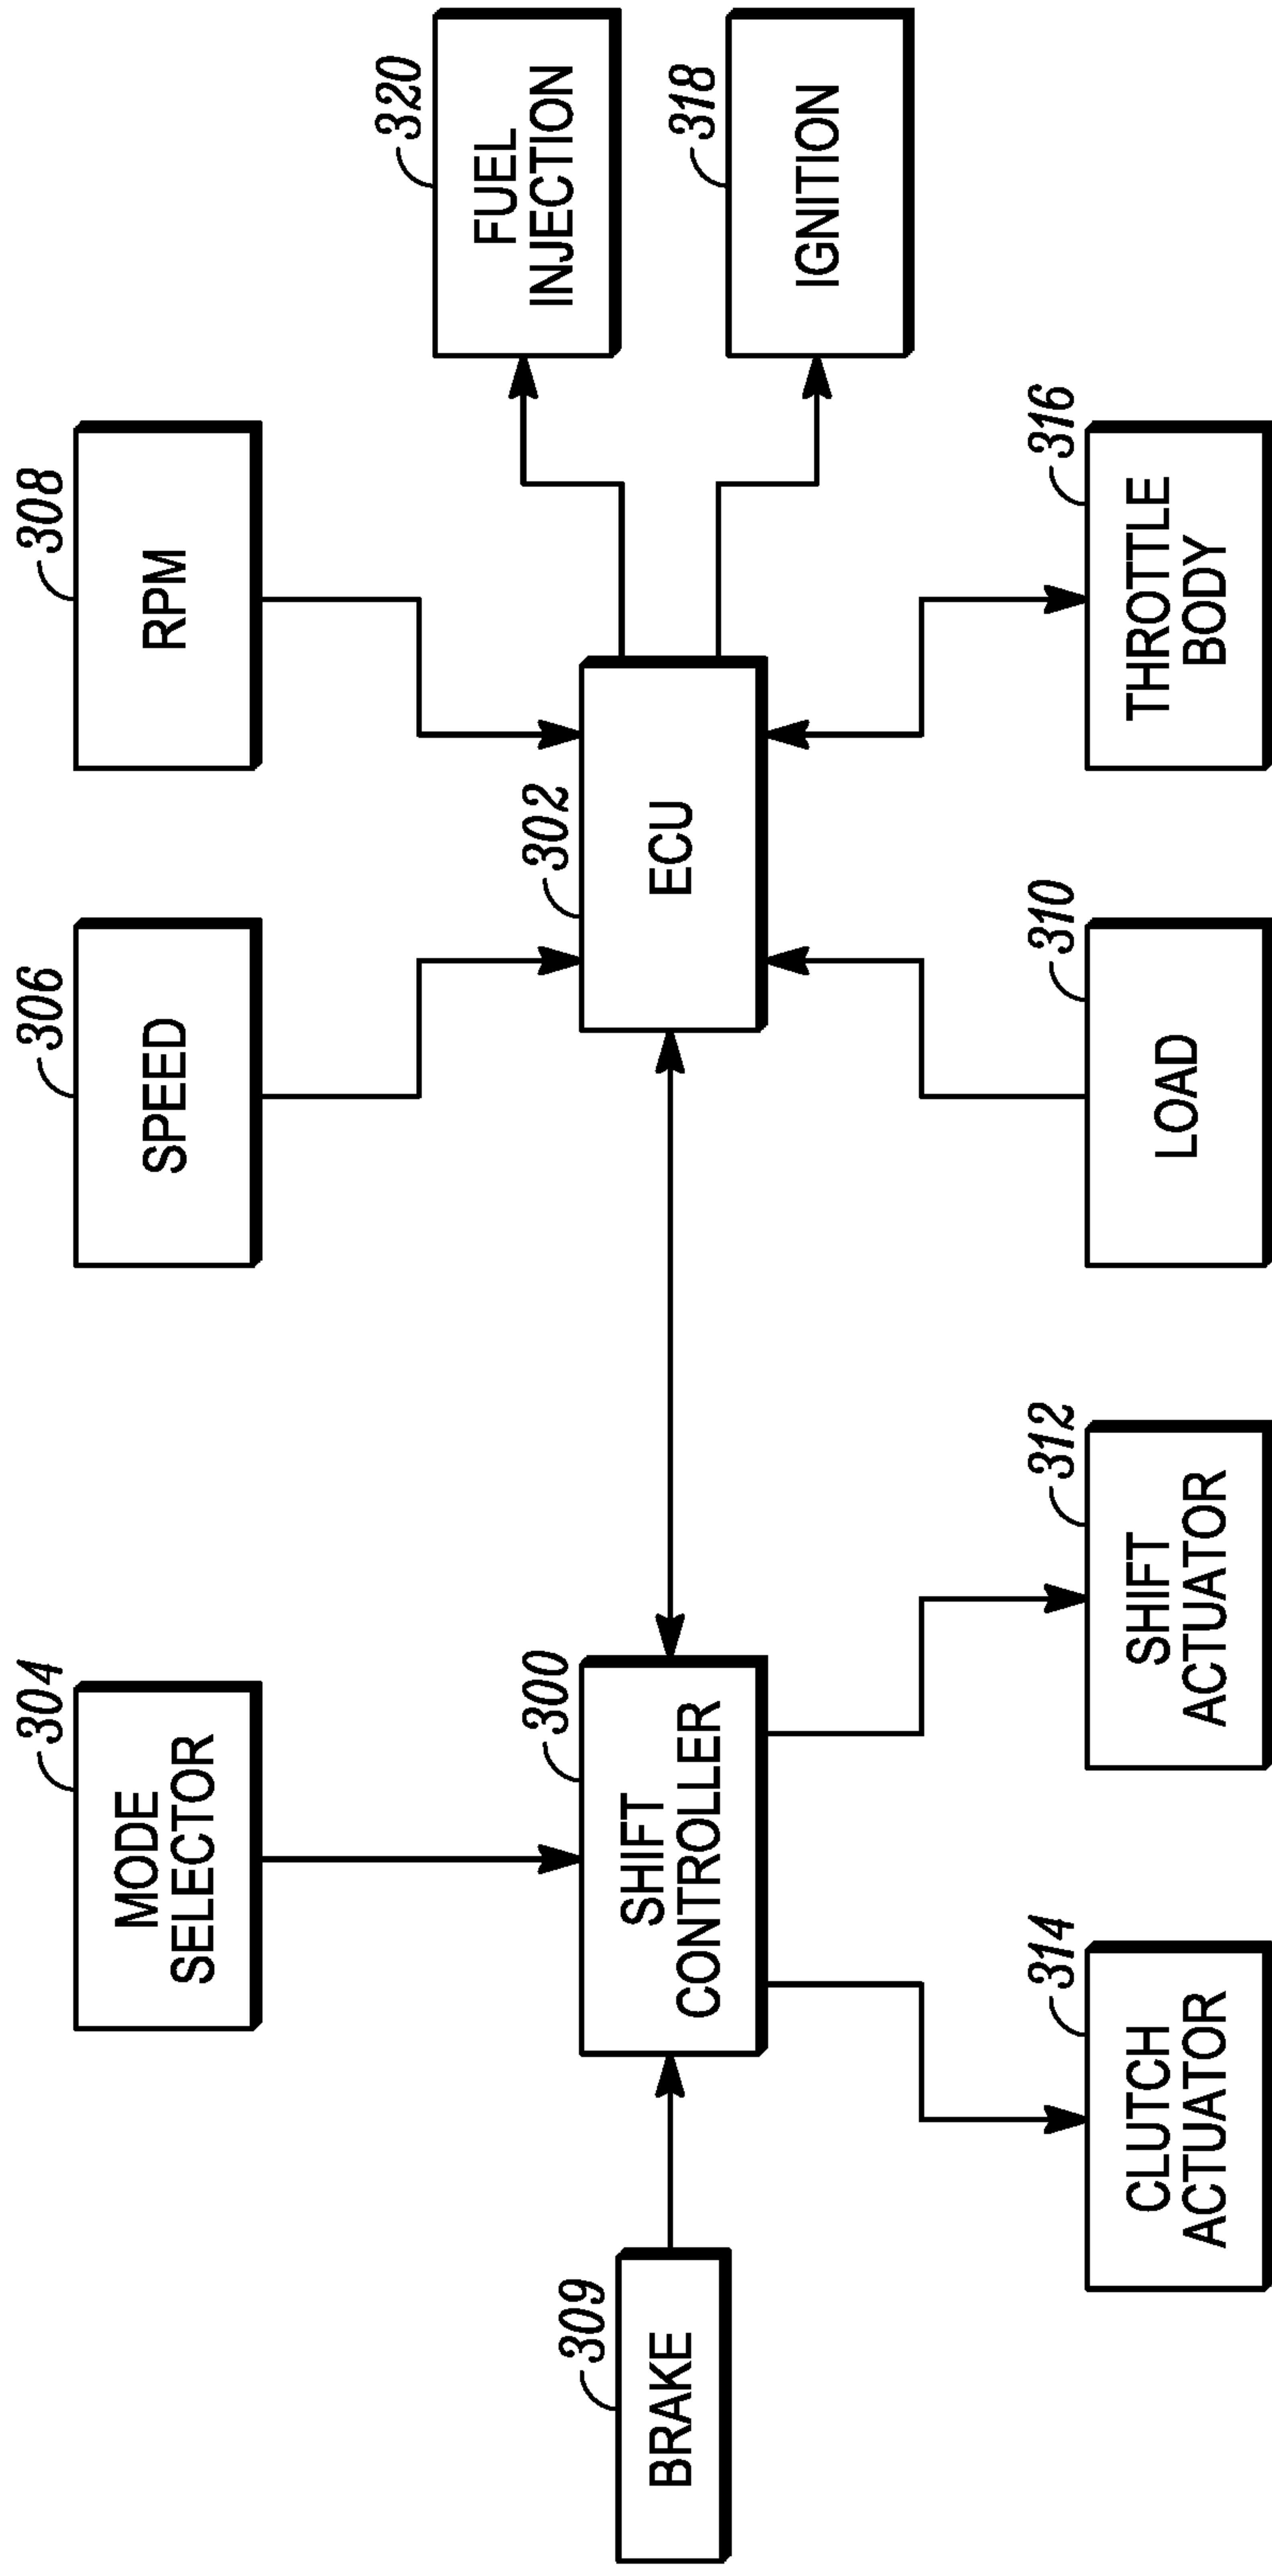 304
MODE
SELECTOR
306
SPEED
308
RPM
320
FUEL
INJECTION
309
BRAKE
300
SHIFT
CONTROLLER
302
ECU
318
IGNITION
314
CLUTCH
ACTUATOR
312
SHIFT
ACTUATOR
310
LOAD
316
THROTTLE
BODY